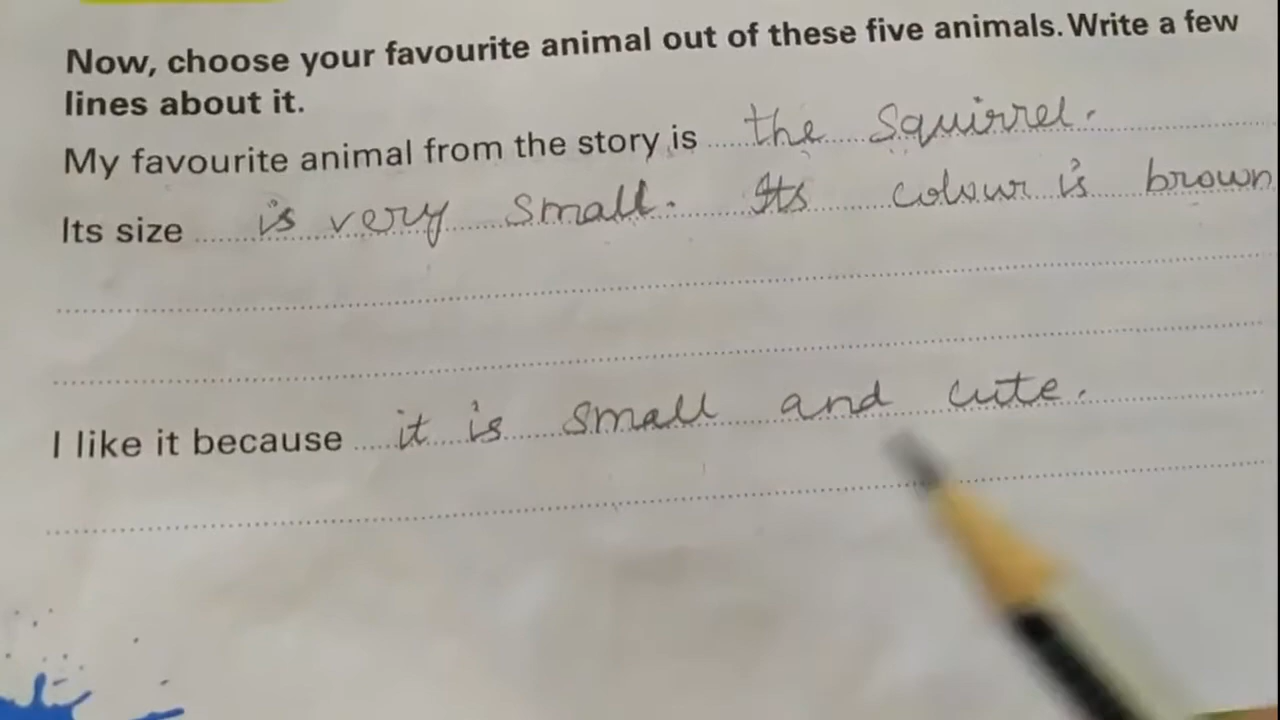 Now, choose your favourite animal out of these five animals. Write a few
lines about it.
My favourite animal from the story is the Squirrel.
Its size is very small. Its colour is brown
I like it because it is small and cute.